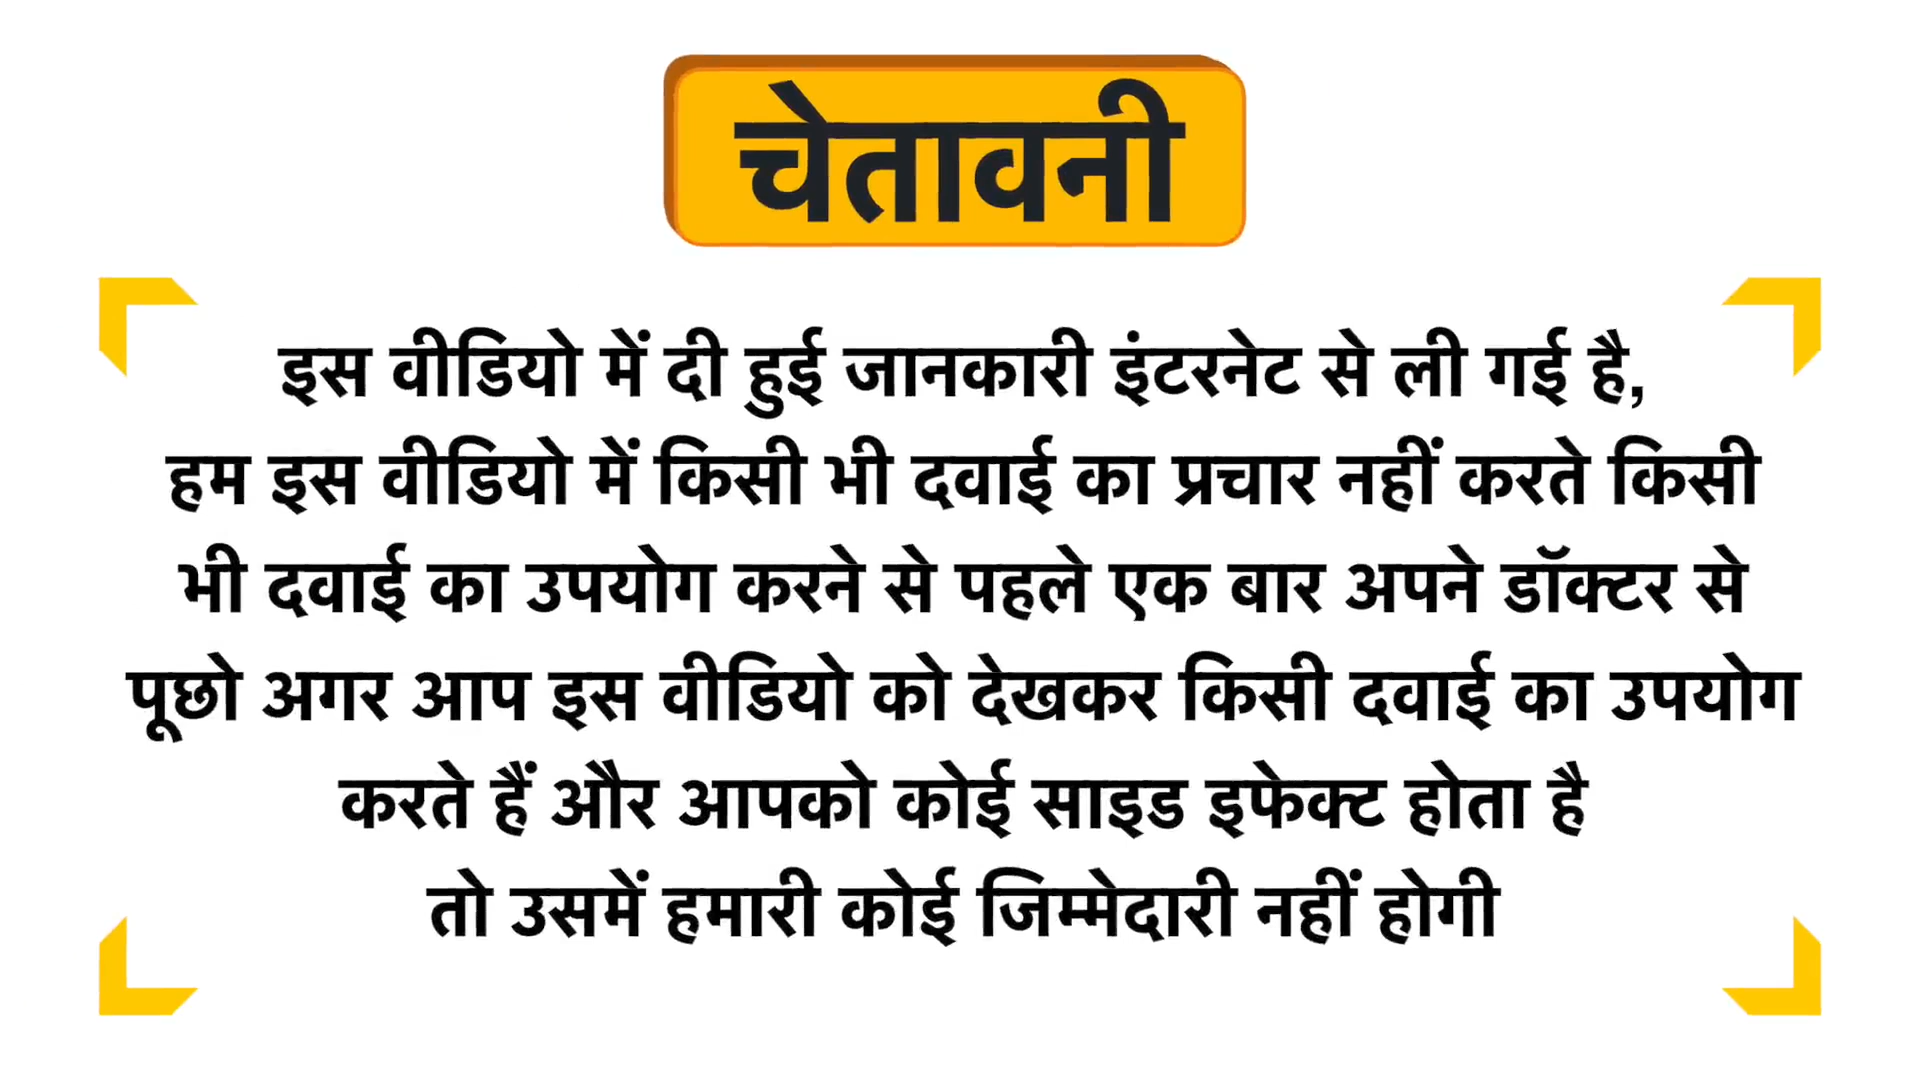 चेतावनी
इस वीडियो में दी हुई जानकारी इंटरनेट से ली गई है,
हम इस वीडियो में किसी भी दवाई का प्रचार नहीं करते किसी
भी दवाई का उपयोग करने से पहले एक बार अपने डॉक्टर से
पूछो अगर आप इस वीडियो को देखकर किसी दवाई का उपयोग
करते हैं और आपको कोई साइड इफेक्ट होता है
तो उसमें हमारी कोई जिम्मेदारी नहीं होगी